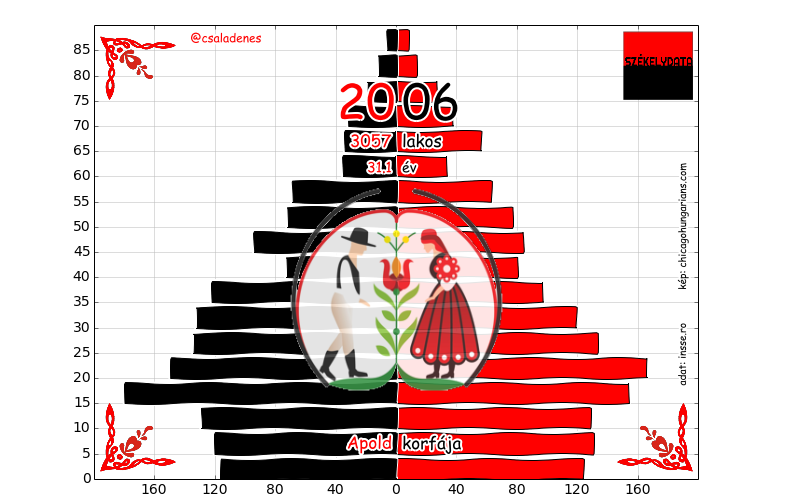 @csaladenes
SZÉKELYDATA
2006
3057 lakos
31.1 év
Apold korfája
kép: chicagohungarians.com
adat: insse.ro
85
80
75
70
65
60
55
50
45
40
35
30
25
20
15
10
5
0
160 120 80 40 0 40 80 120 160